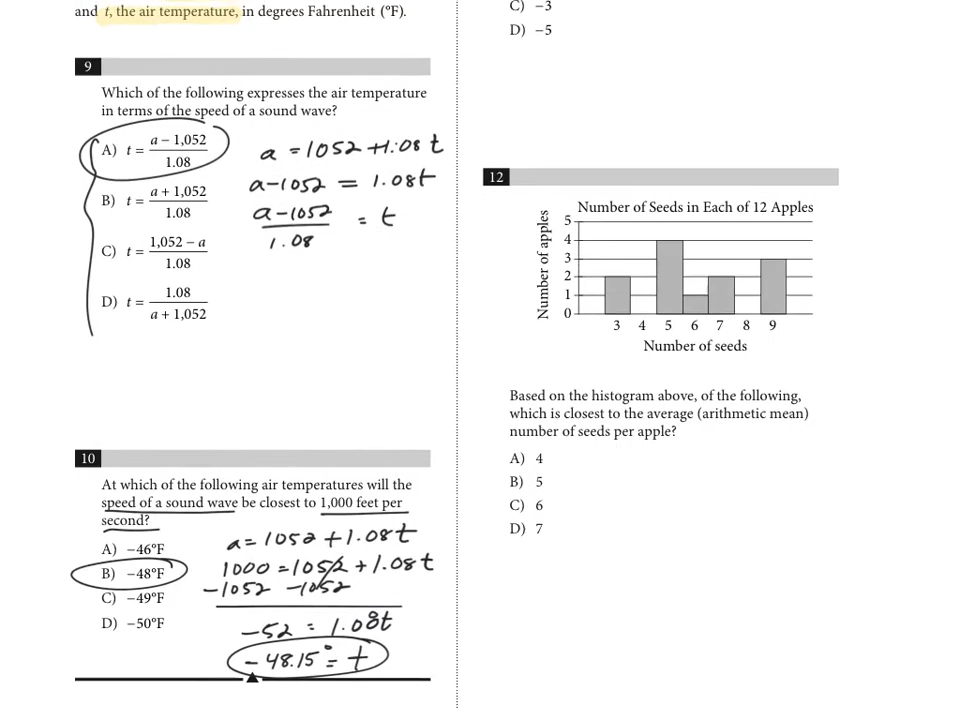 and t, the air temperature, in degrees Fahrenheit (°F).
9
Which of the following expresses the air temperature
in terms of the speed of a sound wave?
A) t = (a − 1,052)/1.08
B) t = (a + 1,052)/1.08
C) t = (1,052 − a)/1.08
D) t = 1.08/(a + 1,052)
a = 1052 + 1.08 t
a-1052 = 1.08t
(a-1052)/1.08 = t
10
At which of the following air temperatures will the
speed of a sound wave be closest to 1,000 feet per
second?
A) −46°F
B) −48°F
C) −49°F
D) −50°F
a = 1052 + 1.08t
1000 = 1052 + 1.08t
-1052 -1052
-52 = 1.08t
-48.15° = t
C) −3
D) −5
12
Number of Seeds in Each of 12 Apples
Number of apples
5
4
3
2
1
0
3 4 5 6 7 8 9
Number of seeds
Based on the histogram above, of the following,
which is closest to the average (arithmetic mean)
number of seeds per apple?
A) 4
B) 5
C) 6
D) 7